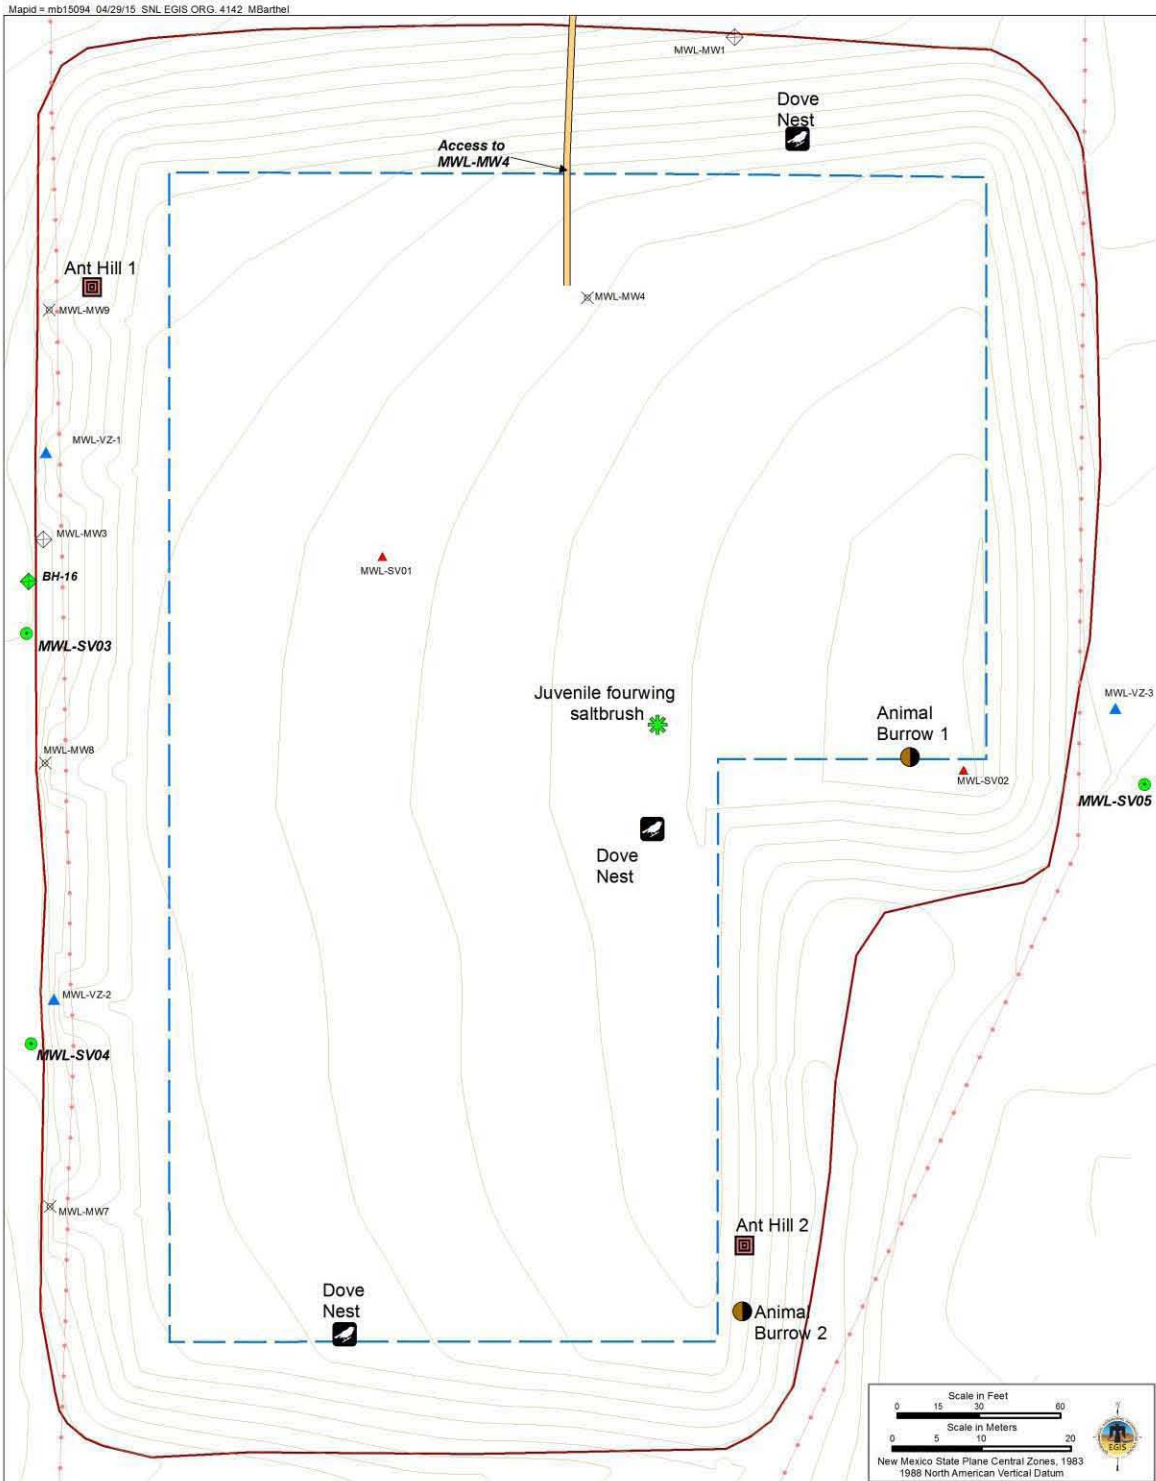 Mapid = mb15094 04/29/15 SNL EGIS ORG. 4142 MBarthel
MWL-MW1
Dove
Nest
Access to
MWL-MW4
Ant Hill 1
MWL-MW9
MWL-MW4
MWL-VZ-1
MWL-MW3
BH-16
MWL-SV01
MWL-SV03
Juvenile fourwing
saltbrush
MWL-VZ-3
Animal
Burrow 1
MWL-MW8
MWL-SV02
MWL-SV05
Dove
Nest
MWL-VZ-2
MWL-SV04
MWL-MW7
Ant Hill 2
Dove
Nest
Animal
Burrow 2
Scale in Feet
0 15 30 60
Scale in Meters
0 5 10 20
EGIS
New Mexico State Plane Central Zones, 1983
1988 North American Vertical Datum